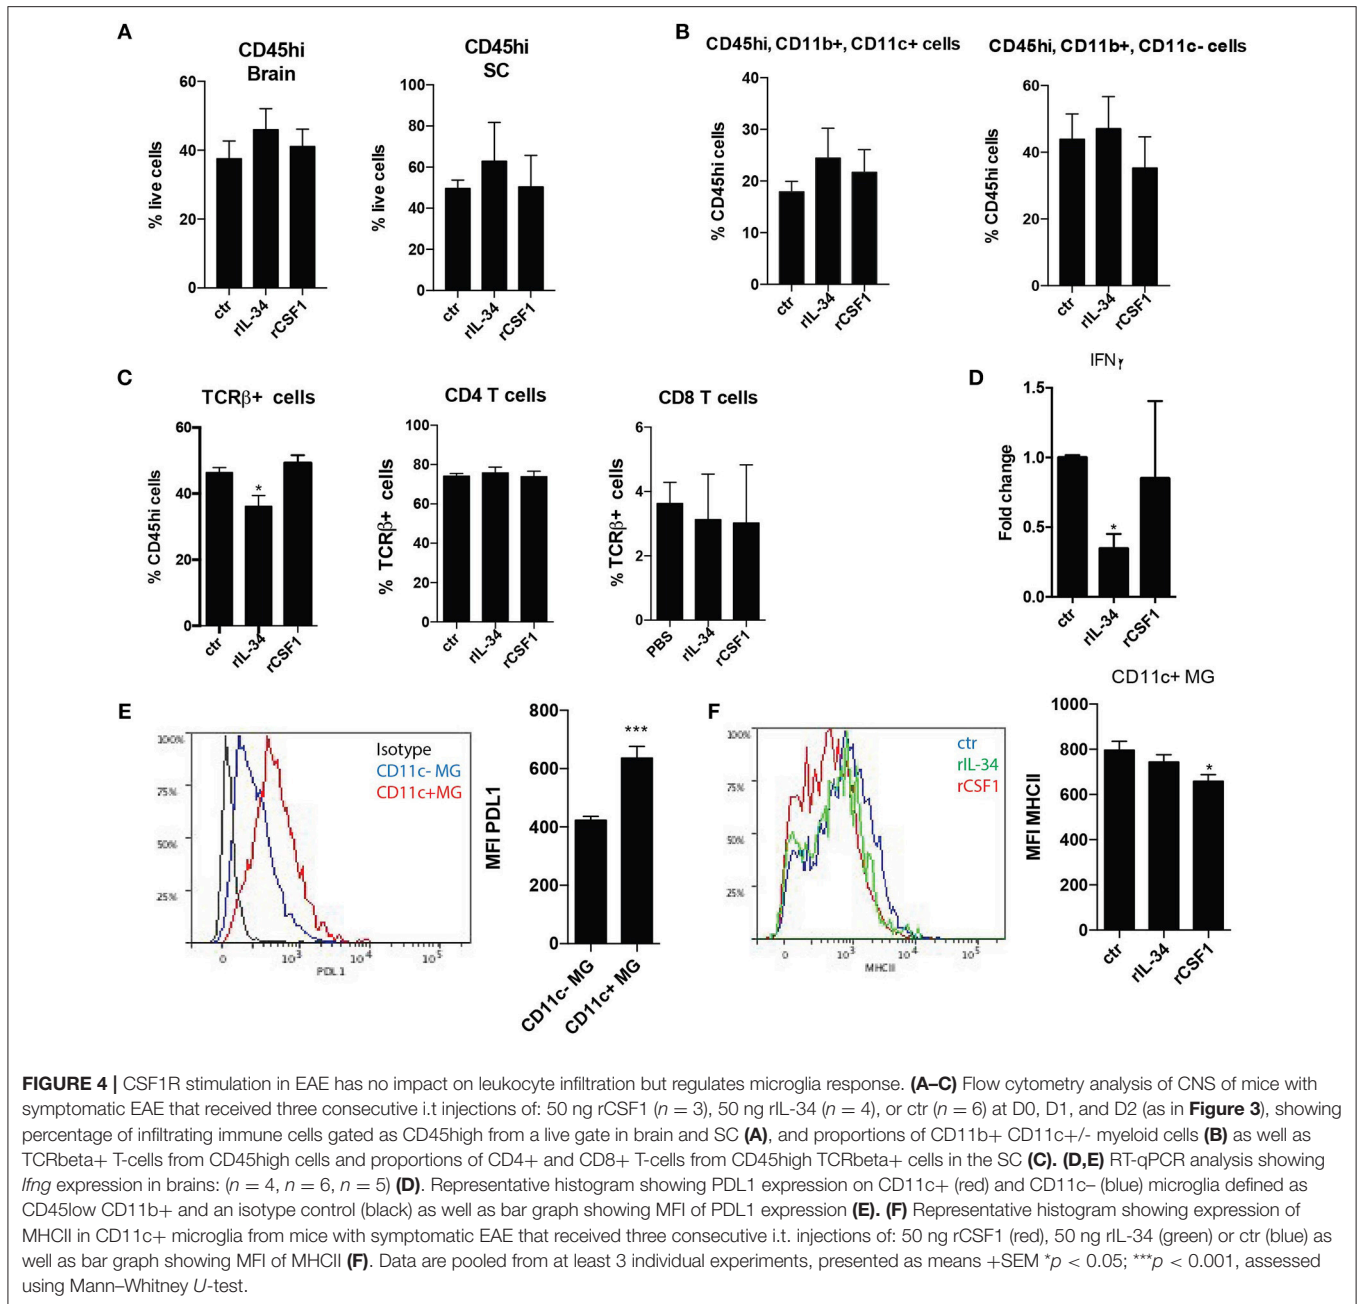 A
CD45hi
Brain
% live cells
60
40
20
0
ctr
rIL-34
rCSF1
CD45hi
SC
% live cells
100
80
60
40
20
0
ctr
rIL-34
rCSF1
B
CD45hi, CD11b+, CD11c+ cells
% CD45hi cells
40
30
20
10
0
ctr
rIL-34
rCSF1
CD45hi, CD11b+, CD11c- cells
% CD45hi cells
60
40
20
0
ctr
rIL-34
rCSF1
C
TCRβ+ cells
% CD45hi cells
60
40
20
0
*
ctr
rIL-34
rCSF1
CD4 T cells
% TCRβ+ cells
100
80
60
40
20
0
ctr
rIL-34
rCSF1
CD8 T cells
% TCRβ+ cells
6
4
2
0
PBS
rIL-34
rCSF1
D
IFNγ
Fold change
1.5
1.0
0.5
0.0
*
ctr
rIL-34
rCSF1
E
100%
75%
50%
25%
Isotype
CD11c- MG
CD11c+MG
0 10³ 10⁴ 10⁵
PDL1
MFI PDL1
800
600
400
200
0
***
CD11c- MG
CD11c+ MG
F
100%
75%
50%
25%
ctr
rIL-34
rCSF1
0 10³ 10⁴ 10⁵
MHCII
CD11c+ MG
MFI MHCII
1000
800
600
400
200
0
*
ctr
rIL-34
rCSF1
FIGURE 4 | CSF1R stimulation in EAE has no impact on leukocyte infiltration but regulates microglia response. (A–C) Flow cytometry analysis of CNS of mice with
symptomatic EAE that received three consecutive i.t injections of: 50 ng rCSF1 (n = 3), 50 ng rIL-34 (n = 4), or ctr (n = 6) at D0, D1, and D2 (as in Figure 3), showing
percentage of infiltrating immune cells gated as CD45high from a live gate in brain and SC (A), and proportions of CD11b+ CD11c+/- myeloid cells (B) as well as
TCRbeta+ T-cells from CD45high cells and proportions of CD4+ and CD8+ T-cells from CD45high TCRbeta+ cells in the SC (C). (D,E) RT-qPCR analysis showing
Ifng expression in brains: (n = 4, n = 6, n = 5) (D). Representative histogram showing PDL1 expression on CD11c+ (red) and CD11c– (blue) microglia defined as
CD45low CD11b+ and an isotype control (black) as well as bar graph showing MFI of PDL1 expression (E). (F) Representative histogram showing expression of
MHCII in CD11c+ microglia from mice with symptomatic EAE that received three consecutive i.t. injections of: 50 ng rCSF1 (red), 50 ng rIL-34 (green) or ctr (blue) as
well as bar graph showing MFI of MHCII (F). Data are pooled from at least 3 individual experiments, presented as means +SEM *p < 0.05; ***p < 0.001, assessed
using Mann–Whitney U-test.